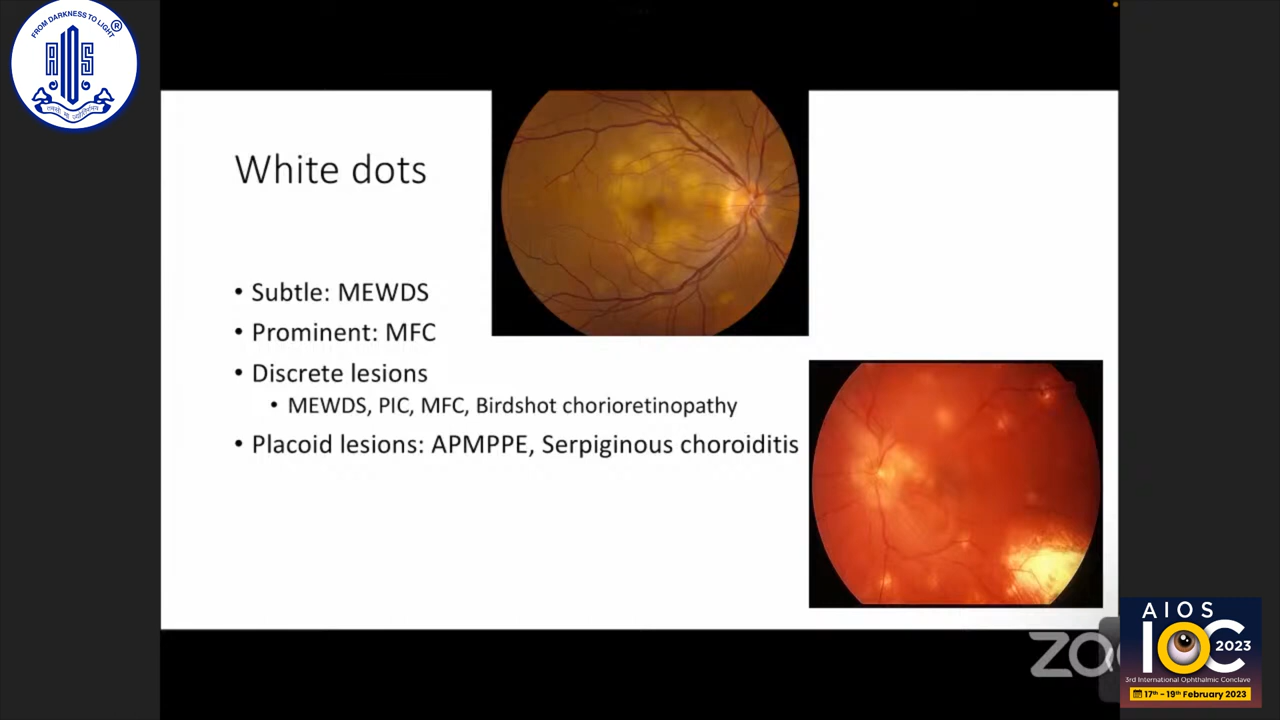 FROM DARKNESS TO LIGHT
®
AIOS
White dots
• Subtle: MEWDS
• Prominent: MFC
• Discrete lesions
• MEWDS, PIC, MFC, Birdshot chorioretinopathy
• Placoid lesions: APMPPE, Serpiginous choroiditis
AIOS
IOC 2023
3rd International Ophthalmic Conclave
17th - 19th February 2023